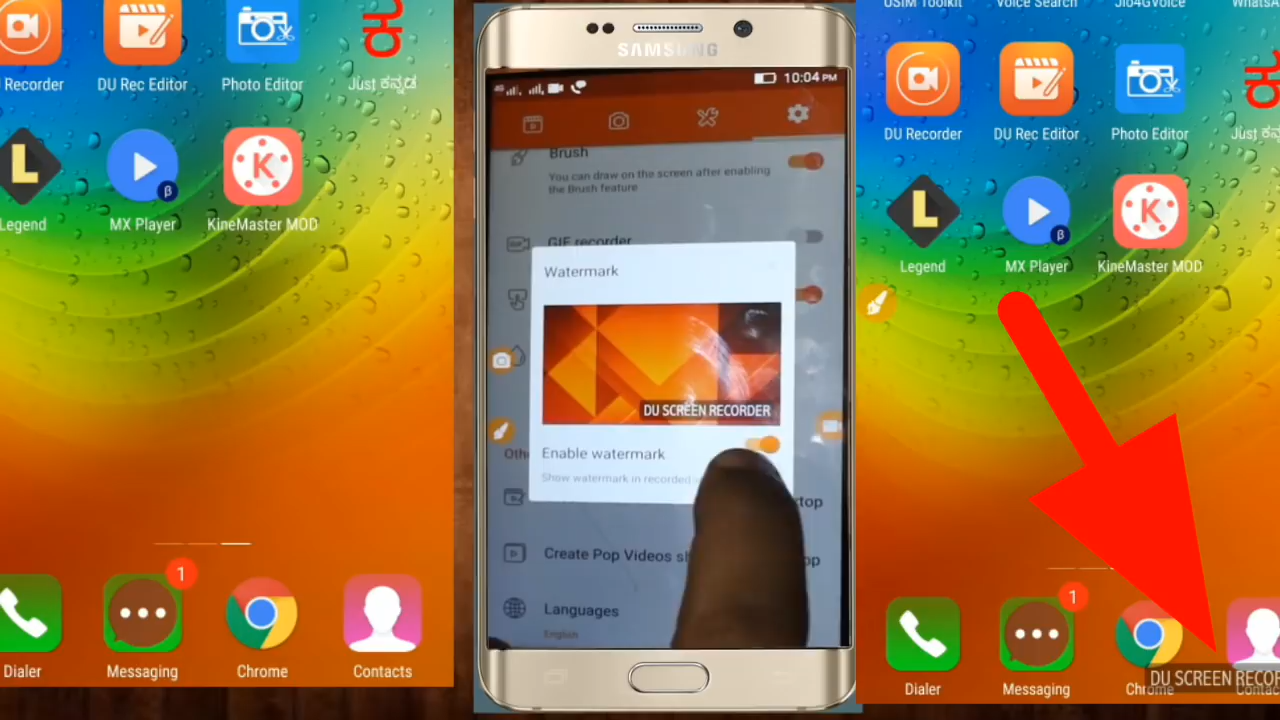 Recorder
DU Rec Editor
Photo Editor
Just ಕನ್ನಡ
Legend
MX Player
β
K
KineMaster MOD
L
1
Dialer
Messaging
Chrome
Contacts
SAMSUNG
4G
10:04 PM
Brush
You can draw on the screen after enabling
the Brush feature
GIF recorder
Watermark
DU SCREEN RECORDER
Enable watermark
Show watermark in recorded
Create Pop Videos
Languages
English
USIM Toolkit
Voice Search
Jio4GVoice
DU Recorder
DU Rec Editor
Photo Editor
L
β
K
Legend
MX Player
KineMaster MOD
1
Dialer
Messaging
DU SCREEN RECOR